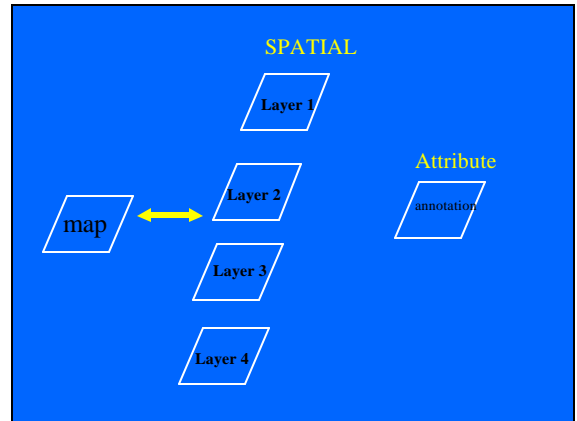 SPATIAL
Layer 1
Attribute
Layer 2
annotation
map
Layer 3
Layer 4